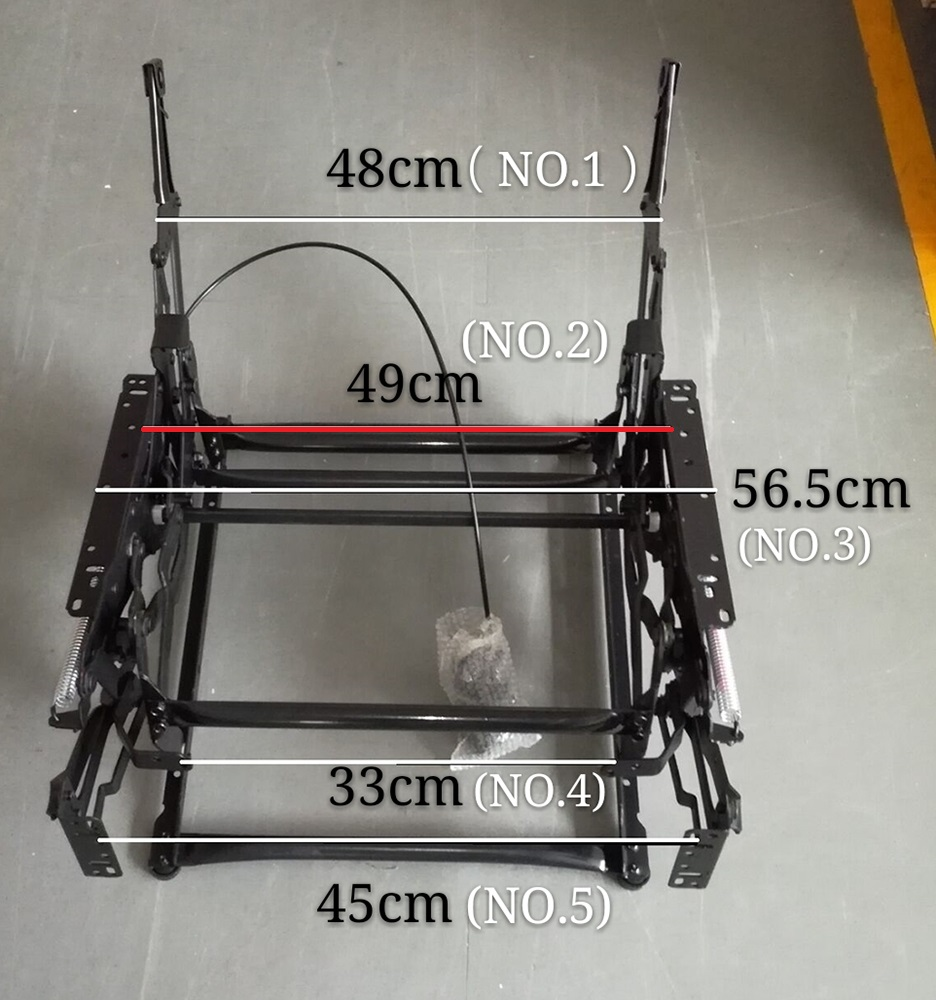 48cm( NO.1 )
(NO.2)
49cm
56.5cm
(NO.3)
33cm (NO.4)
45cm (NO.5)